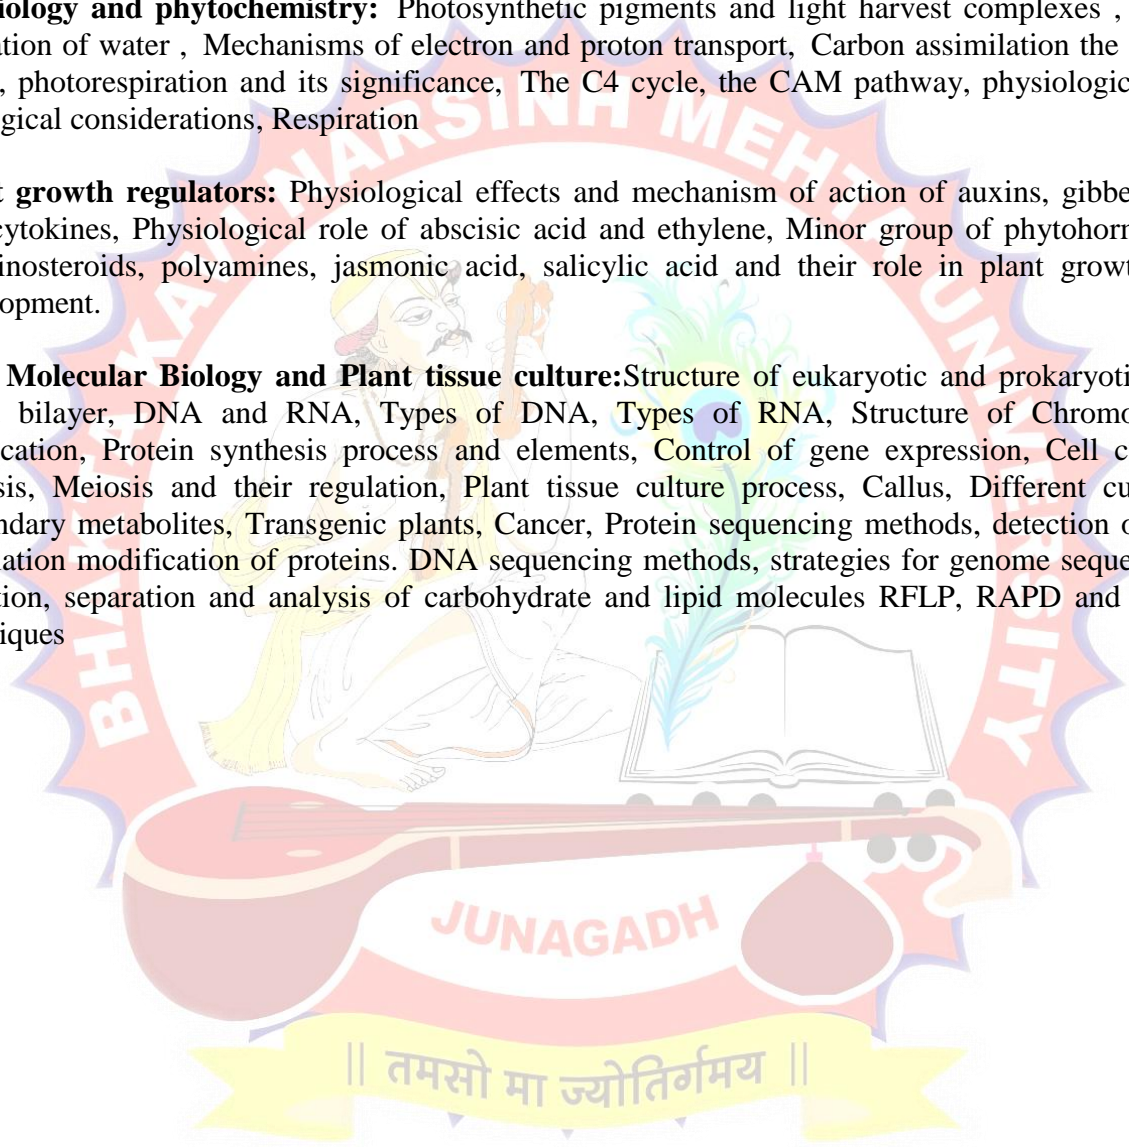 iology and phytochemistry: Photosynthetic pigments and light harvest complexes ,
ation of water , Mechanisms of electron and proton transport, Carbon assimilation the
, photorespiration and its significance, The C4 cycle, the CAM pathway, physiologic
gical considerations, Respiration
t growth regulators: Physiological effects and mechanism of action of auxins, gibbe
cytokines, Physiological role of abscisic acid and ethylene, Minor group of phytohorn
inosteroids, polyamines, jasmonic acid, salicylic acid and their role in plant growt
opment.
Molecular Biology and Plant tissue culture:Structure of eukaryotic and prokaryoti
bilayer, DNA and RNA, Types of DNA, Types of RNA, Structure of Chromo
cation, Protein synthesis process and elements, Control of gene expression, Cell c
sis, Meiosis and their regulation, Plant tissue culture process, Callus, Different cu
ndary metabolites, Transgenic plants, Cancer, Protein sequencing methods, detection o
lation modification of proteins. DNA sequencing methods, strategies for genome seque
tion, separation and analysis of carbohydrate and lipid molecules RFLP, RAPD and
iques
BHAKTAKAVI NARSINH MEHTA UNIVERSITY
JUNAGADH
|| तमसो मा ज्योतिर्गमय ||